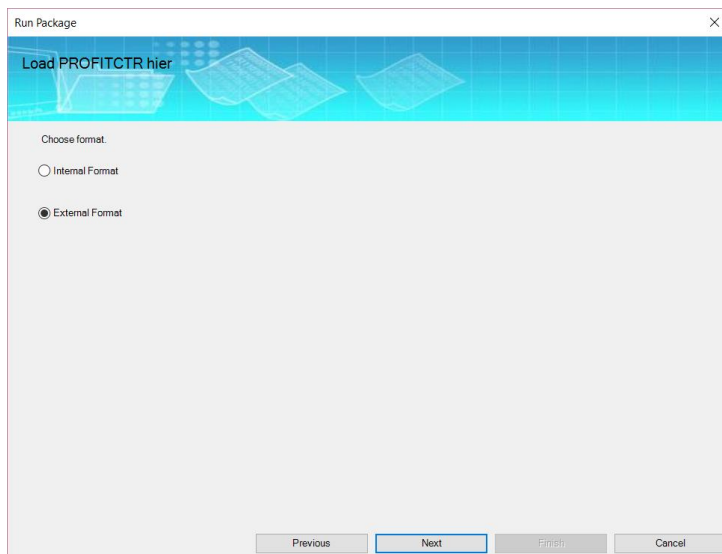 Run Package
Load PROFITCTR hier
Choose format.
Internal Format
External Format
Previous Next Finish Cancel